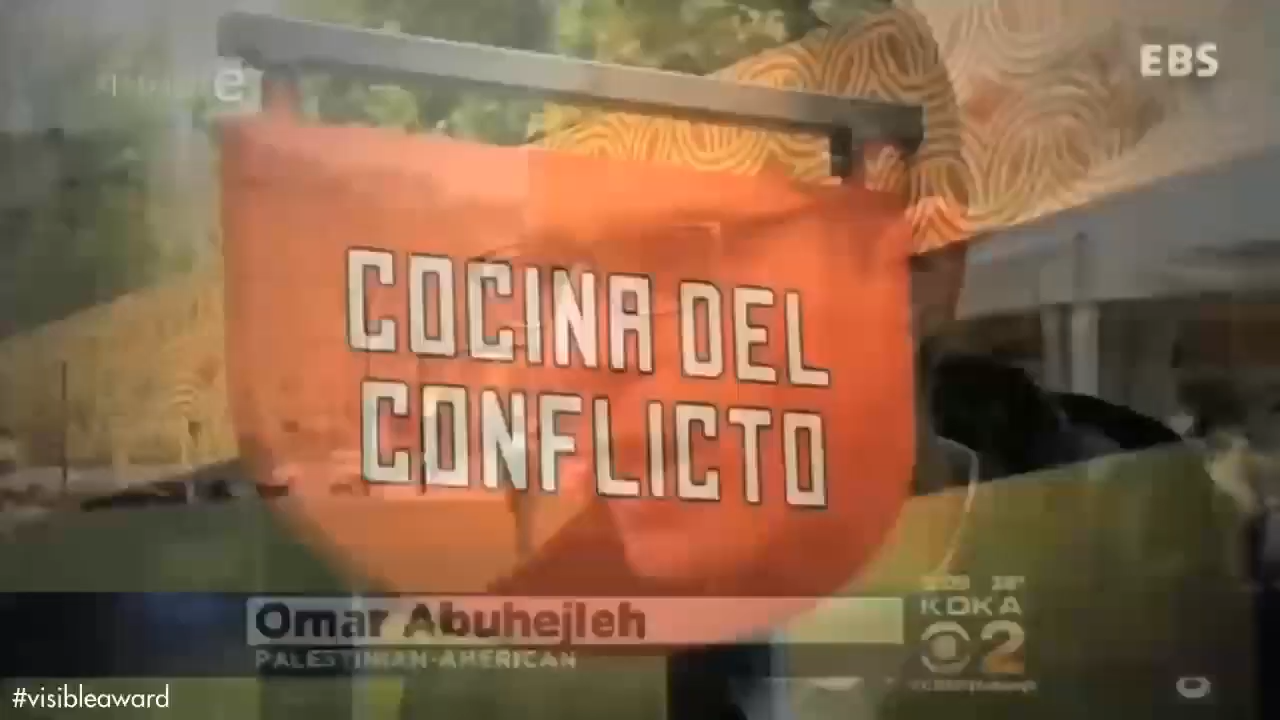 EBS
e
COCINA DEL
CONFLICTO
Omar Abuhejleh
PALESTINIAN-AMERICAN
KDKA
2
#visibleaward